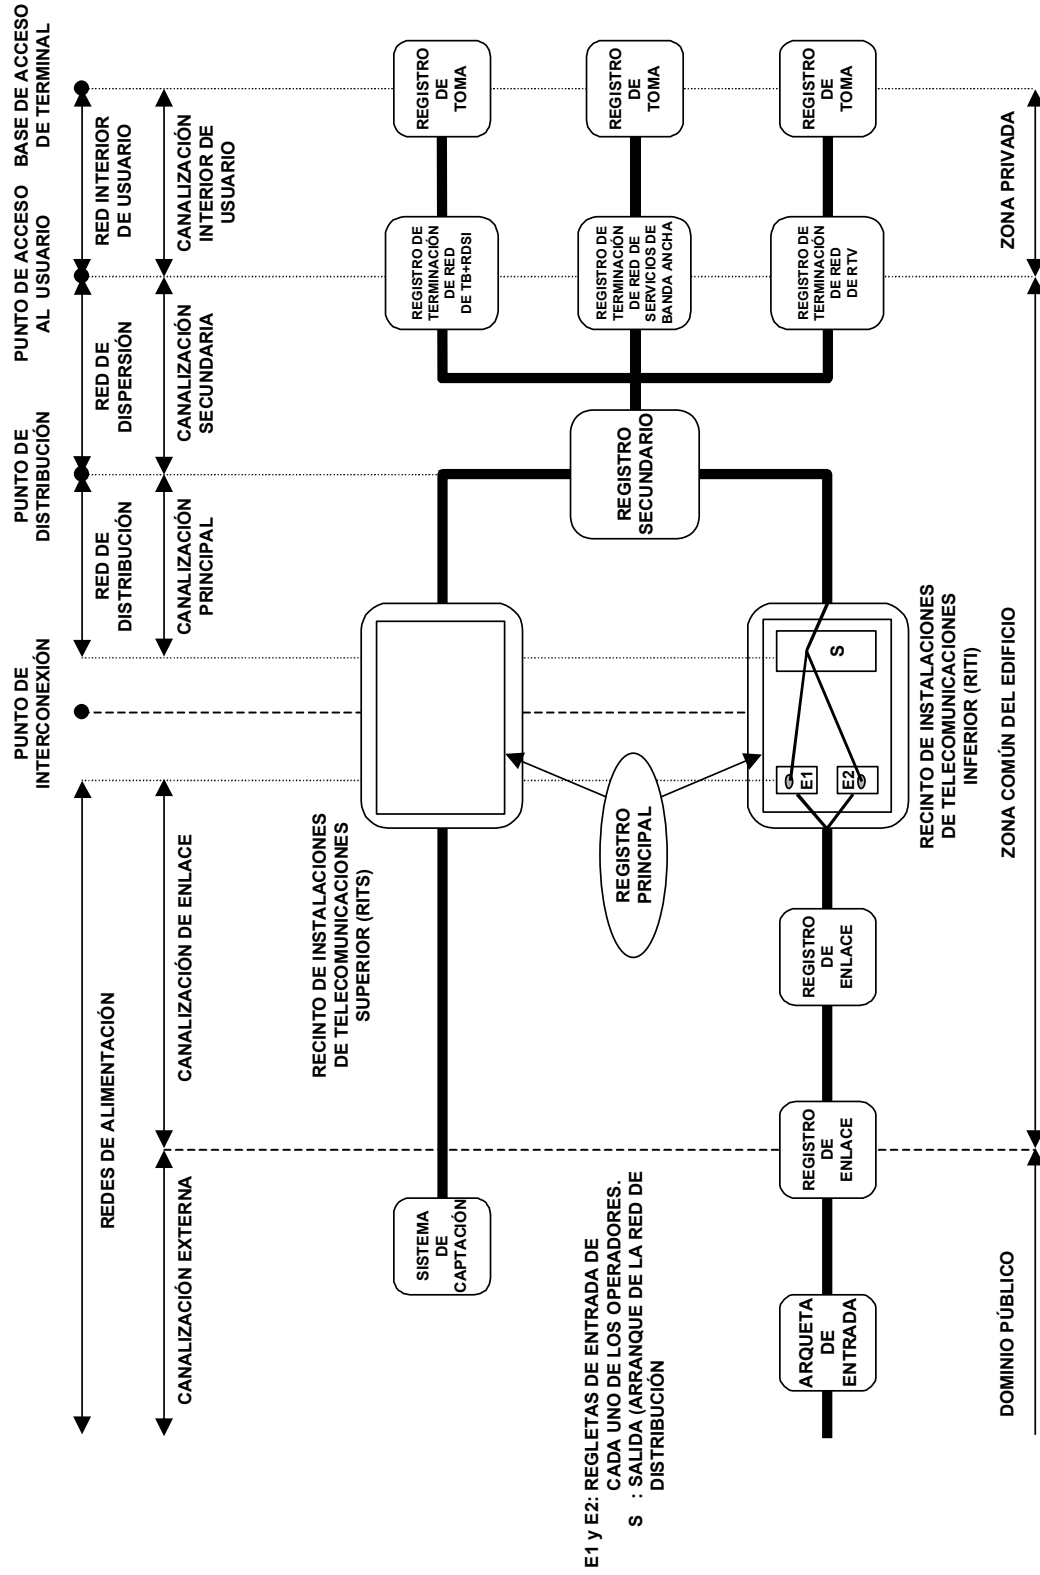 PUNTO DE
INTERCONEXIÓN
PUNTO DE
DISTRIBUCIÓN
PUNTO DE ACCESO
AL USUARIO
BASE DE ACCESO
DE TERMINAL
REDES DE ALIMENTACIÓN
RED DE
DISTRIBUCIÓN
RED DE
DISPERSIÓN
RED INTERIOR
DE USUARIO
CANALIZACIÓN EXTERNA
CANALIZACIÓN DE ENLACE
CANALIZACIÓN
PRINCIPAL
CANALIZACIÓN
SECUNDARIA
CANALIZACIÓN
INTERIOR DE
USUARIO
RECINTO DE INSTALACIONES
DE TELECOMUNICACIONES
SUPERIOR (RITS)
SISTEMA
DE
CAPTACIÓN
REGISTRO DE
TERMINACIÓN
DE RED
DE TB+RDSI
REGISTRO
DE
TOMA
REGISTRO
PRINCIPAL
REGISTRO
SECUNDARIO
REGISTRO DE
TERMINACIÓN
DE RED DE
SERVICIOS DE
BANDA ANCHA
REGISTRO
DE
TOMA
E1 y E2: REGLETAS DE ENTRADA DE
CADA UNO DE LOS OPERADORES.
S : SALIDA (ARRANQUE DE LA RED DE
DISTRIBUCIÓN
ARQUETA
DE
ENTRADA
REGISTRO
DE
ENLACE
REGISTRO
DE
ENLACE
E1
E2
S
REGISTRO DE
TERMINACIÓN
DE RED
DE RTV
REGISTRO
DE
TOMA
RECINTO DE INSTALACIONES
DE TELECOMUNICACIONES
INFERIOR (RITI)
DOMINIO PÚBLICO
ZONA COMÚN DEL EDIFICIO
ZONA PRIVADA